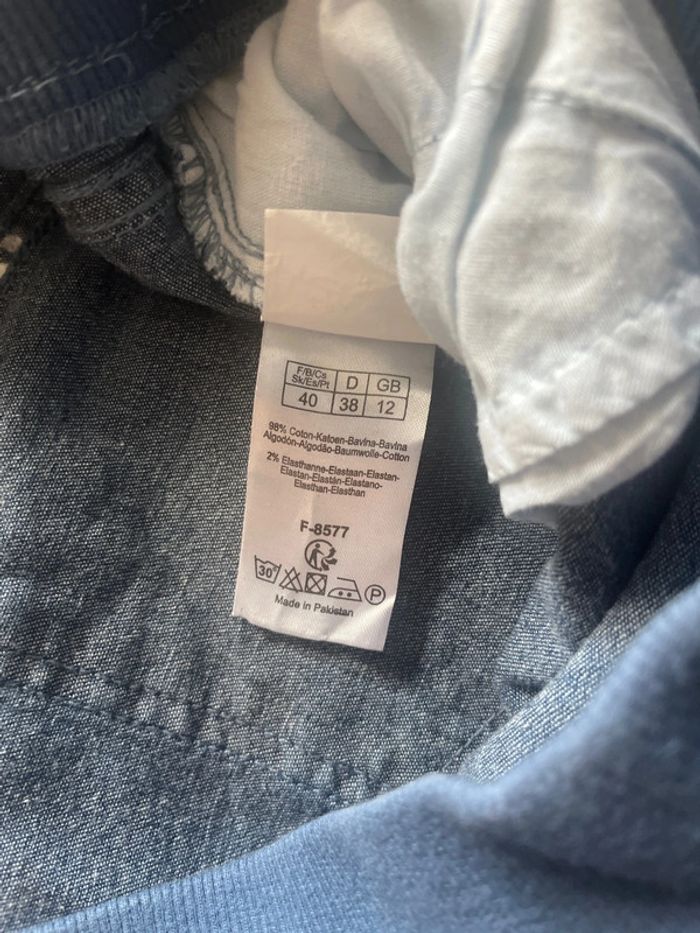 F/B/Cs D GB
Sk/Es/Pt
40 38 12
98% Coton-Katoen-Bavlna-Bavlna
Algodón-Algodão-Baumwolle-Cotton
2% Elasthanne-Elastaan-Elastan-
Elastan-Elastán-Elastano-
Elasthan-Elasthan
F-8577
30° P
Made in Pakistan